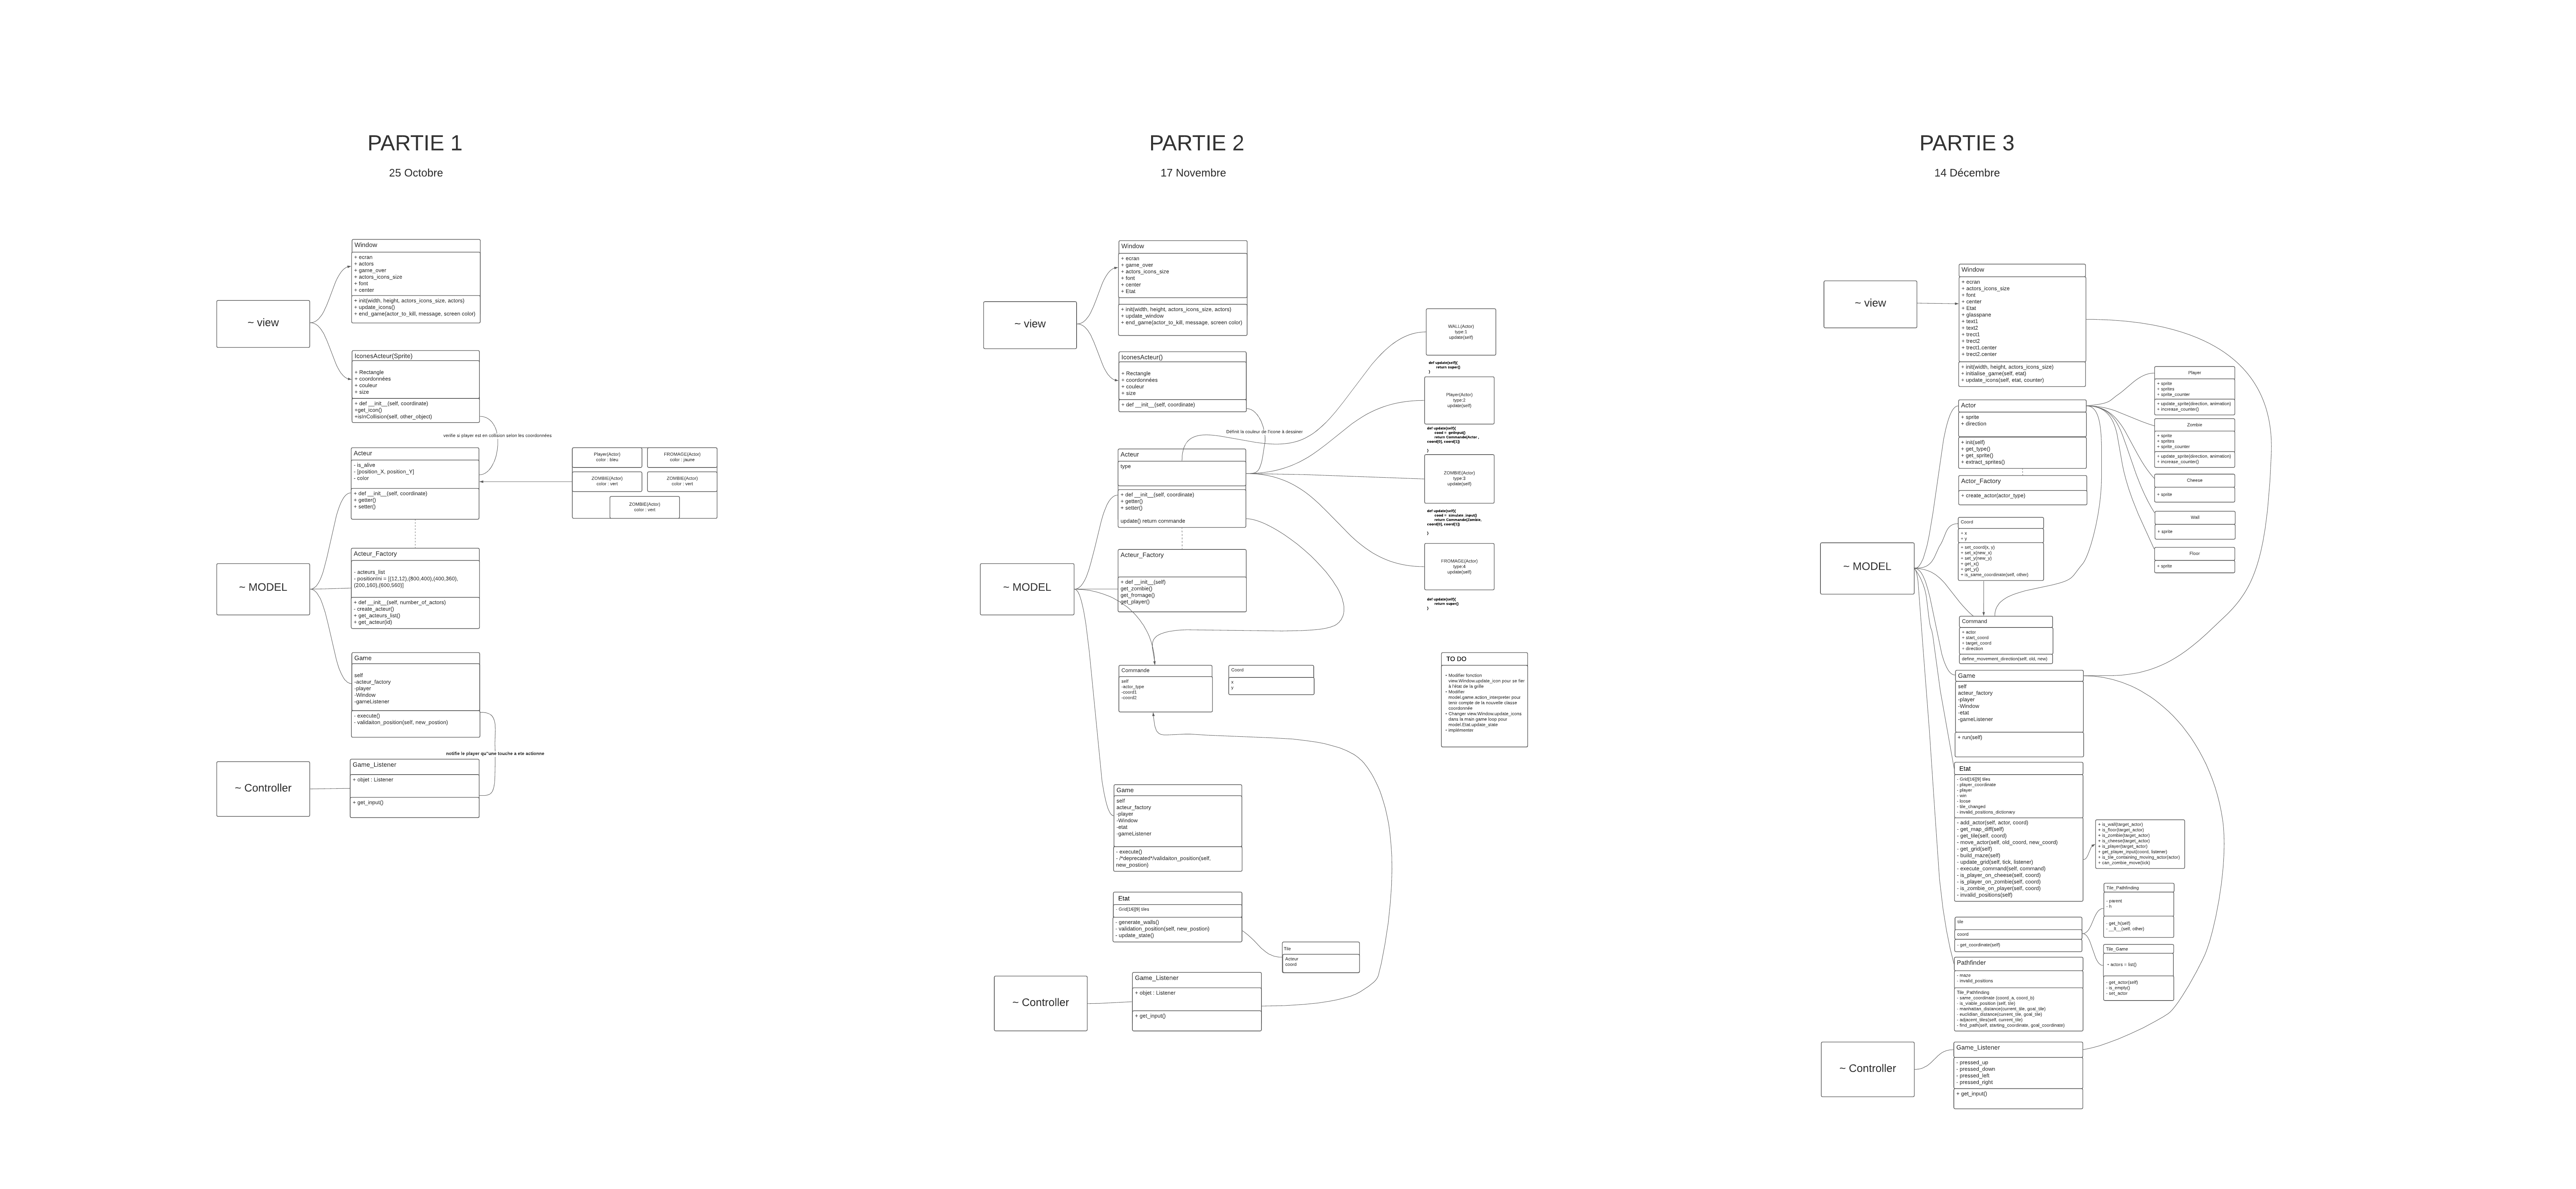 PARTIE 1
25 Octobre
~ view
Window
+ ecran
+ actors
+ game_over
+ actors_icons_size
+ font
+ center
+ init(width, height, actors_icons_size, actors)
+ update_icons()
+ end_game(actor_to_kill, message, screen color)
IconesActeur(Sprite)
+ Rectangle
+ coordonnées
+ couleur
+ size
+ def __init__(self, coordinate)
+get_icon()
+isInCollision(self, other_object)
verifie si player est en collision selon les coordonnées
Acteur
- is_alive
- [position_X, position_Y]
- color
+ def __init__(self, coordinate)
+ getter()
+ setter()
Player(Actor)
color : bleu
FROMAGE(Actor)
color : jaune
ZOMBIE(Actor)
color : vert
ZOMBIE(Actor)
color : vert
ZOMBIE(Actor)
color : vert
~ MODEL
Acteur_Factory
- acteurs_list
- positionIni = [(12,12),(800,400),(400,360),
(200,160),(600,560)]
+ def __init__(self, number_of_actors)
- create_acteur()
+ get_acteurs_list()
+ get_acteur(id)
Game
self
-acteur_factory
-player
-Window
-gameListener
- execute()
- validaiton_position(self, new_postion)
notifie le player qu''une touche a ete actionne
~ Controller
Game_Listener
+ objet : Listener
+ get_input()
PARTIE 2
17 Novembre
~ view
Window
+ ecran
+ game_over
+ actors_icons_size
+ font
+ center
+ Etat
+ init(width, height, actors_icons_size, actors)
+ update_window
+ end_game(actor_to_kill, message, screen color)
IconesActeur()
+ Rectangle
+ coordonnées
+ couleur
+ size
+ def __init__(self, coordinate)
Définit la couleur de l'icone à dessiner
Acteur
type
+ def __init__(self, coordinate)
+ getter()
+ setter()
update() return commande
WALL(Actor)
type:1
update(self)
def update(self){
return super()
}
Player(Actor)
type:2
update(self)
def update(self){
coord = getInput()
return Commande(Actor ,
coord[0], coord[1])
}
ZOMBIE(Actor)
type:3
update(self)
def update(self){
coord = simulate_input()
return Commande(Zombie,
coord[0], coord[1])
}
FROMAGE(Actor)
type:4
update(self)
def update(self){
return super()
}
~ MODEL
Acteur_Factory
+ def __init__(self)
get_zombie()
get_fromage()
get_player()
Commande
self
-actor_type
-coord1
-coord2
Coord
x
y
TO DO
• Modifier fonction
view.Window.update_icon pour se fier
à l'état de la grille
• Modifier
model.game.action_interpreter pour
tenir compte de la nouvelle classe
coordonnée
• Changer view.Window.update_icons
dans la main game loop pour
model.Etat.update_state
• implémenter
Game
self
acteur_factory
-player
-Window
-etat
-gameListener
- execute()
- /*deprecated*/validaiton_position(self,
new_postion)
Etat
- Grid[16][9] tiles
- generate_walls()
- validation_position(self, new_postion)
- update_state()
Tile
Acteur
coord
~ Controller
Game_Listener
+ objet : Listener
+ get_input()
PARTIE 3
14 Décembre
~ view
Window
+ ecran
+ actors_icons_size
+ font
+ center
+ Etat
+ glasspane
+ text1
+ text2
+ trect1
+ trect2
+ trect1.center
+ trect2.center
+ init(width, height, actors_icons_size)
+ initialise_game(self, etat)
+ update_icons(self, etat, counter)
Actor
+ sprite
+ direction
+ init(self)
+ get_type()
+ get_sprite()
+ extract_sprites()
Actor_Factory
+ create_actor(actor_type)
Player
+ sprite
+ sprites
+ sprite_counter
+ update_sprite(direction, animation)
+ increase_counter()
Zombie
+ sprite
+ sprites
+ sprite_counter
+ update_sprite(direction, animation)
+ increase_counter()
Cheese
+ sprite
Wall
+ sprite
Floor
+ sprite
~ MODEL
Coord
+ x
+ y
+ set_coord(x, y)
+ set_x(new_x)
+ set_y(new_y)
+ get_x()
+ get_y()
+ is_same_coordinate(self, other)
Command
+ actor
+ start_coord
+ target_coord
+ direction
define_movement_direction(self, old, new)
Game
self
acteur_factory
-player
-Window
-etat
-gameListener
+ run(self)
Etat
- Grid[16][9] tiles
- player_coordinate
- player
- win
- loose
- tile_changed
- invalid_positions_dictionary
- add_actor(self, actor, coord)
- get_map_diff(self)
- get_tile(self, coord)
- move_actor(self, old_coord, new_coord)
- get_grid(self)
- build_maze(self)
- update_grid(self, tick, listener)
- execute_command(self, command)
- is_player_on_cheese(self, coord)
- is_player_on_zombie(self, coord)
- is_zombie_on_player(self, coord)
- invalid_positions(self)
+ is_wall(target_actor)
+ is_floor(target_actor)
+ is_zombie(target_actor)
+ is_cheese(target_actor)
+ is_player(target_actor)
+ get_player_input(coord, listener)
+ is_tile_containing_moving_actor(actor)
+ can_zombie_move(tick)
Tile_Pathfinding
- parent
- h
- get_h(self)
- __lt__(self, other)
tile
coord
- get_coordinate(self)
Tile_Game
- actors = list()
- get_actor(self)
- is_empty()
- set_actor
Pathfinder
- maze
- invalid_positions
Tile_Pathfinding
- same_coordinate (coord_a, coord_b)
- is_viable_position (self, tile)
- manhattan_distance(current_tile, goal_tile)
- euclidian_distance(current_tile, goal_tile)
- adjacent_tiles(self, current_tile)
- find_path(self, starting_coordinate, goal_coordinate)
~ Controller
Game_Listener
- pressed_up
- pressed_down
- pressed_left
- pressed_right
+ get_input()